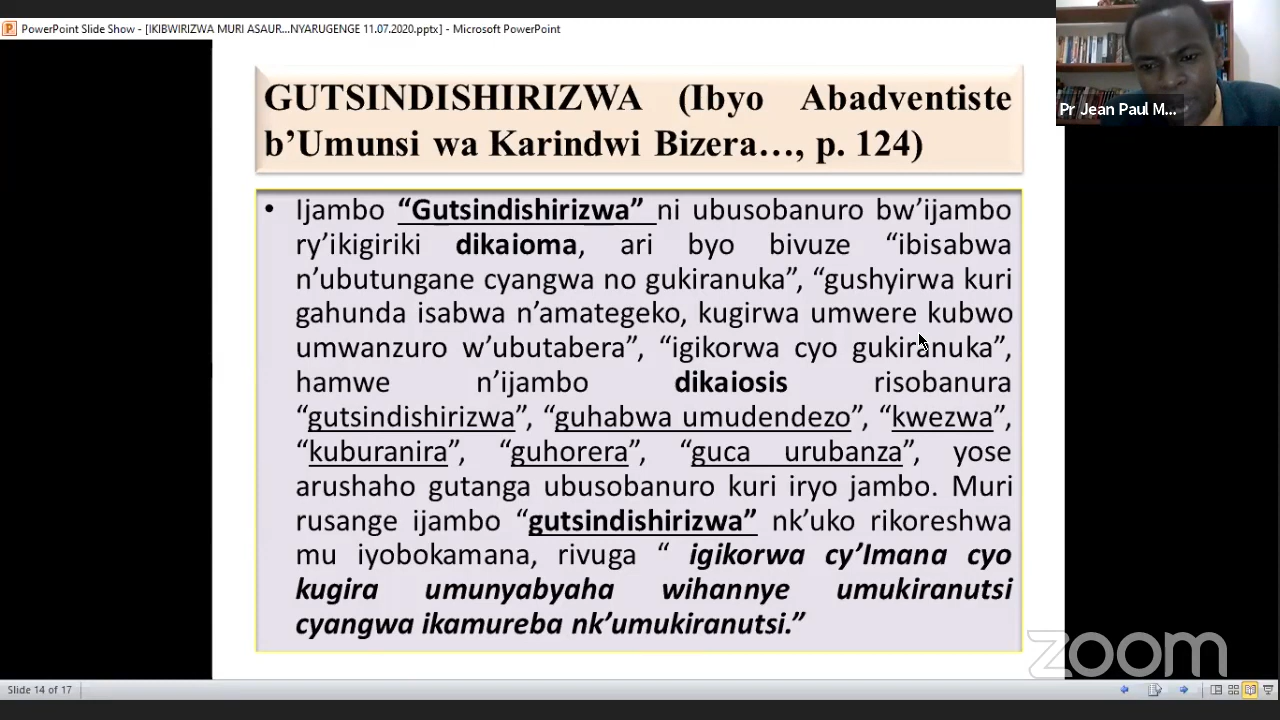 PowerPoint Slide Show - [IKIBWIRIZWA MURI ASAUR...NYARUGENGE 11.07.2020.pptx] - Microsoft PowerPoint
Pr Jean Paul M...
GUTSINDISHIRIZWA (Ibyo Abadventiste
b’Umunsi wa Karindwi Bizera…, p. 124)
• Ijambo “Gutsindishirizwa” ni ubusobanuro bw’ijambo
ry’ikigiriki dikaioma, ari byo bivuze “ibisabwa
n’ubutungane cyangwa no gukiranuka”, “gushyirwa kuri
gahunda isabwa n’amategeko, kugirwa umwere kubwo
umwanzuro w’ubutabera”, “igikorwa cyo gukiranuka”,
hamwe n’ijambo dikaiosis risobanura
“gutsindishirizwa”, “guhabwa umudendezo”, “kwezwa”,
“kuburanira”, “guhorera”, “guca urubanza”, yose
arushaho gutanga ubusobanuro kuri iryo jambo. Muri
rusange ijambo “gutsindishirizwa” nk’uko rikoreshwa
mu iyobokamana, rivuga “ igikorwa cy’Imana cyo
kugira umunyabyaha wihannye umukiranutsi
cyangwa ikamureba nk’umukiranutsi.”
zoom
Slide 14 of 17